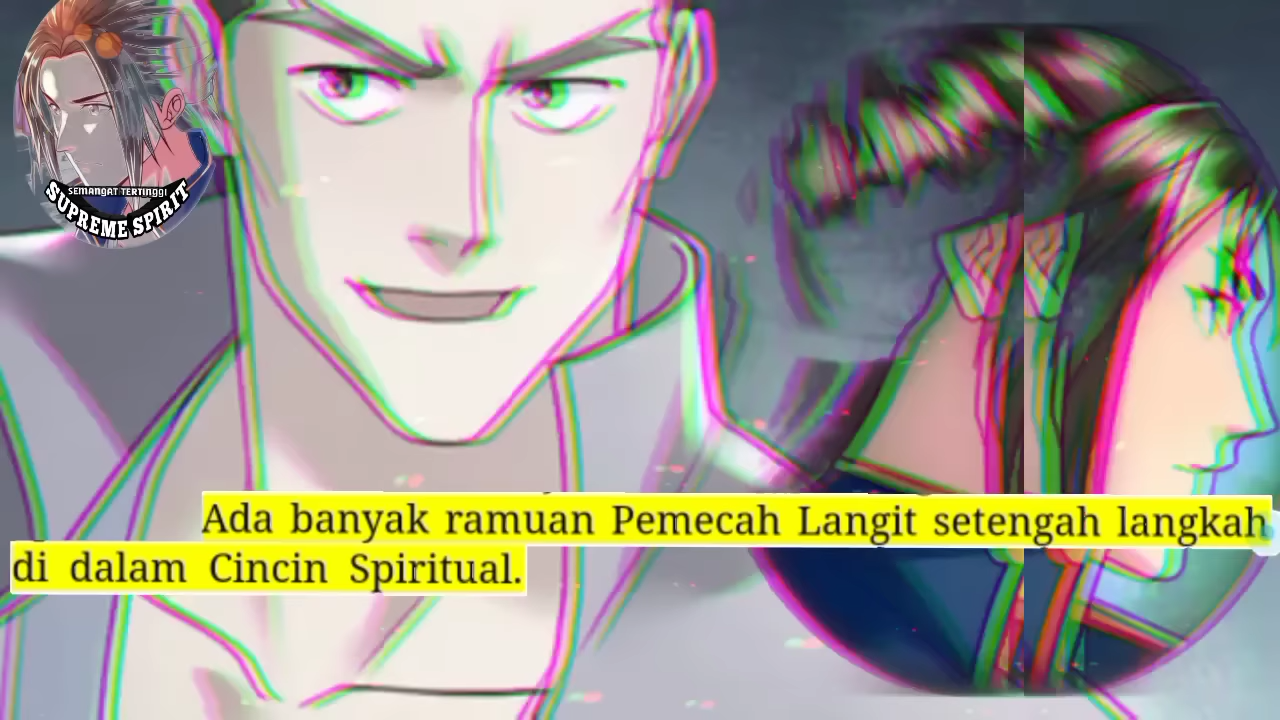 SEMANGAT TERTINGGI
SUPREME SPIRIT
Ada banyak ramuan Pemecah Langit setengah langkah
di dalam Cincin Spiritual.